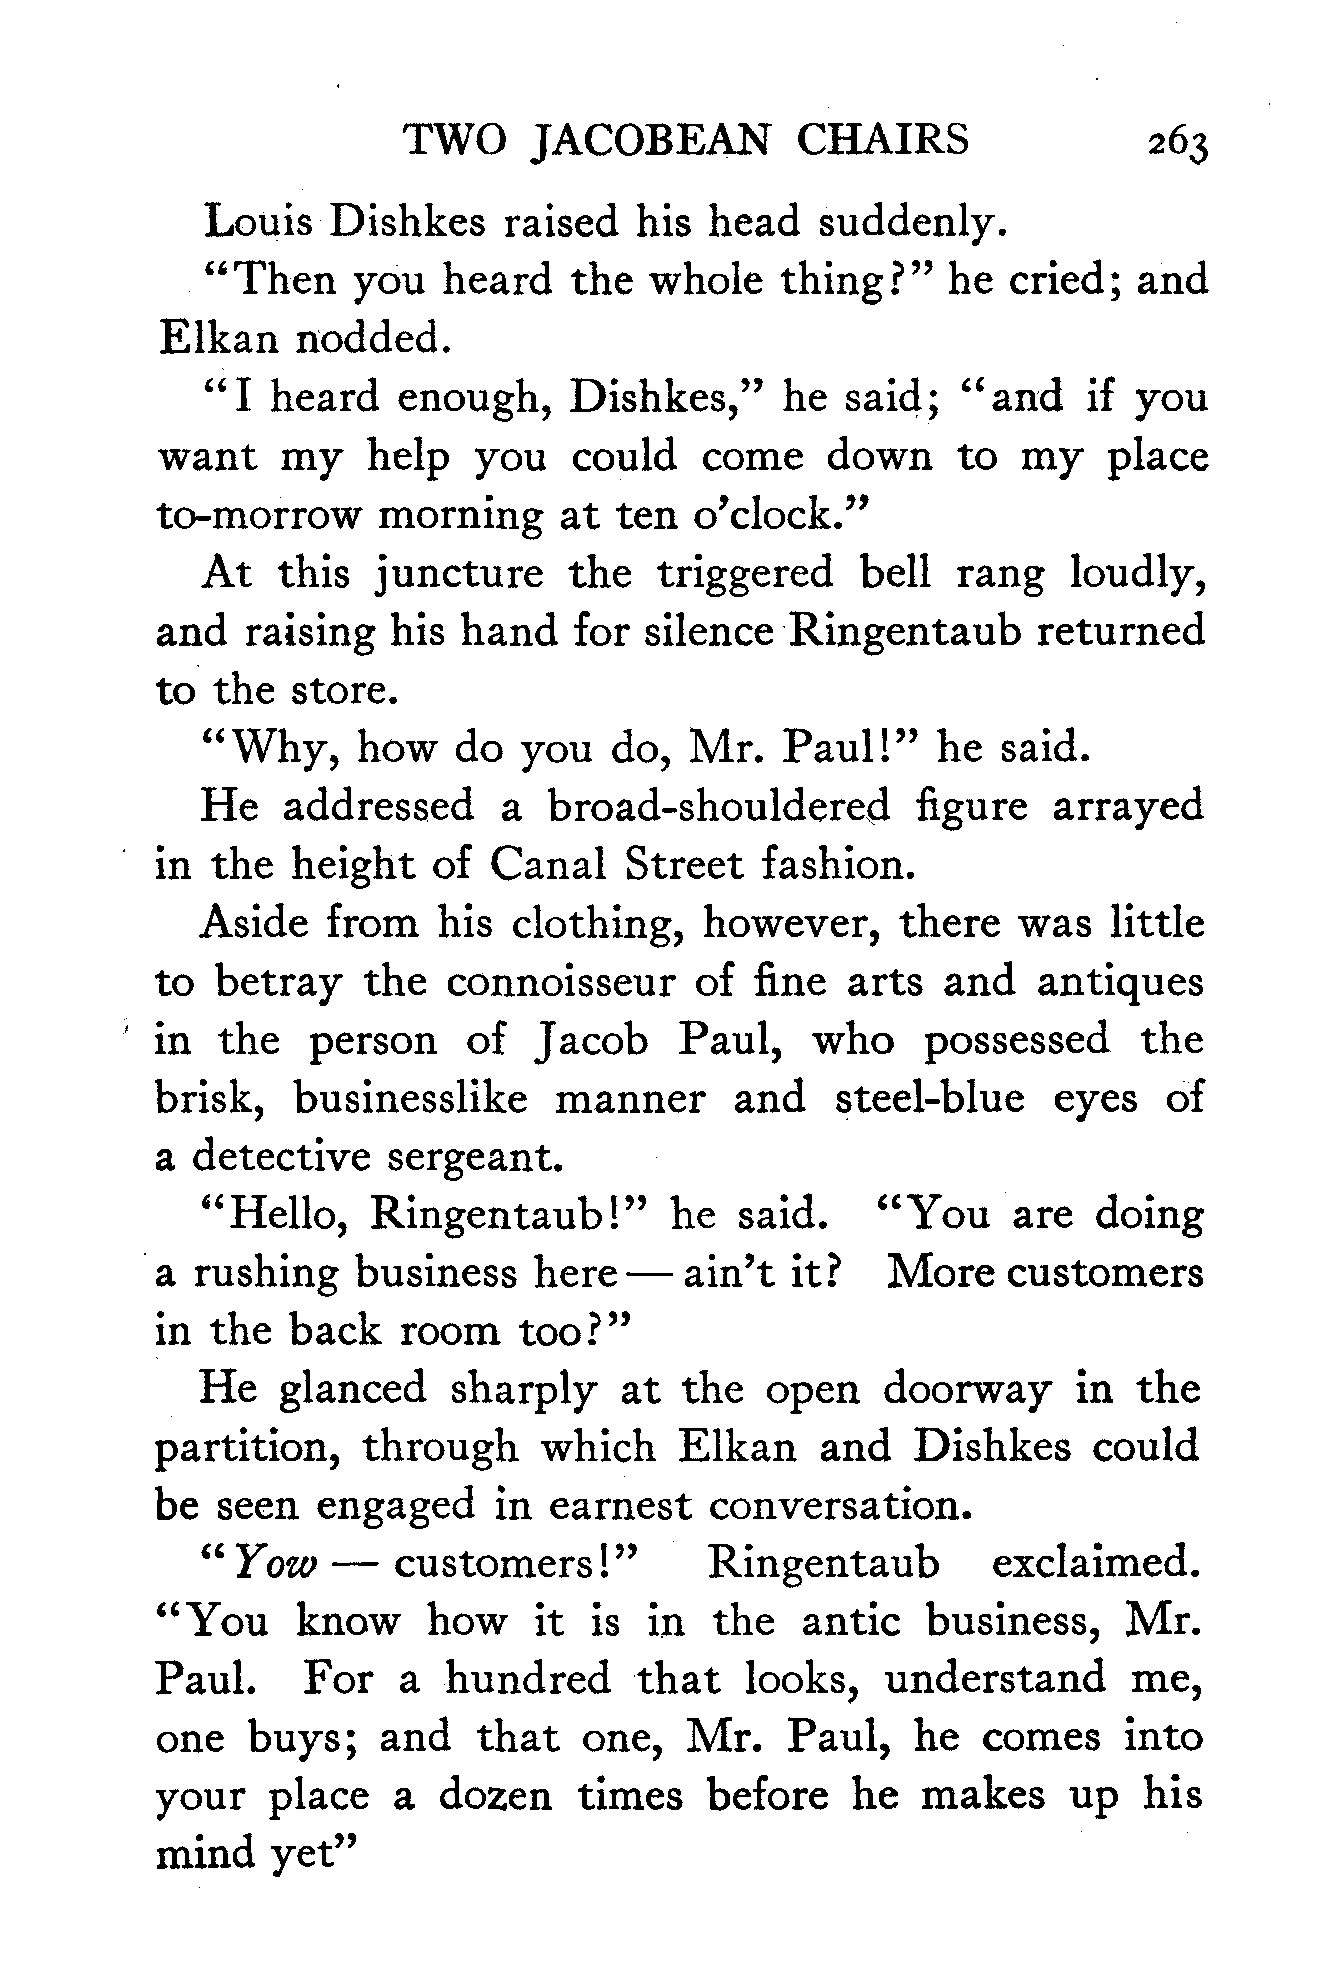 TWO JACOBEAN CHAIRS 263
Louis Dishkes raised his head suddenly.
“Then you heard the whole thing?” he cried; and
Elkan nodded.
“I heard enough, Dishkes,” he said; “and if you
want my help you could come down to my place
to-morrow morning at ten o’clock.”
At this juncture the triggered bell rang loudly,
and raising his hand for silence Ringentaub returned
to the store.
“Why, how do you do, Mr. Paul!” he said.
He addressed a broad-shouldered figure arrayed
in the height of Canal Street fashion.
Aside from his clothing, however, there was little
to betray the connoisseur of fine arts and antiques
in the person of Jacob Paul, who possessed the
brisk, businesslike manner and steel-blue eyes of
a detective sergeant.
“Hello, Ringentaub!” he said. “You are doing
a rushing business here — ain’t it? More customers
in the back room too?”
He glanced sharply at the open doorway in the
partition, through which Elkan and Dishkes could
be seen engaged in earnest conversation.
“Yow — customers!” Ringentaub exclaimed.
“You know how it is in the antic business, Mr.
Paul. For a hundred that looks, understand me,
one buys; and that one, Mr. Paul, he comes into
your place a dozen times before he makes up his
mind yet”